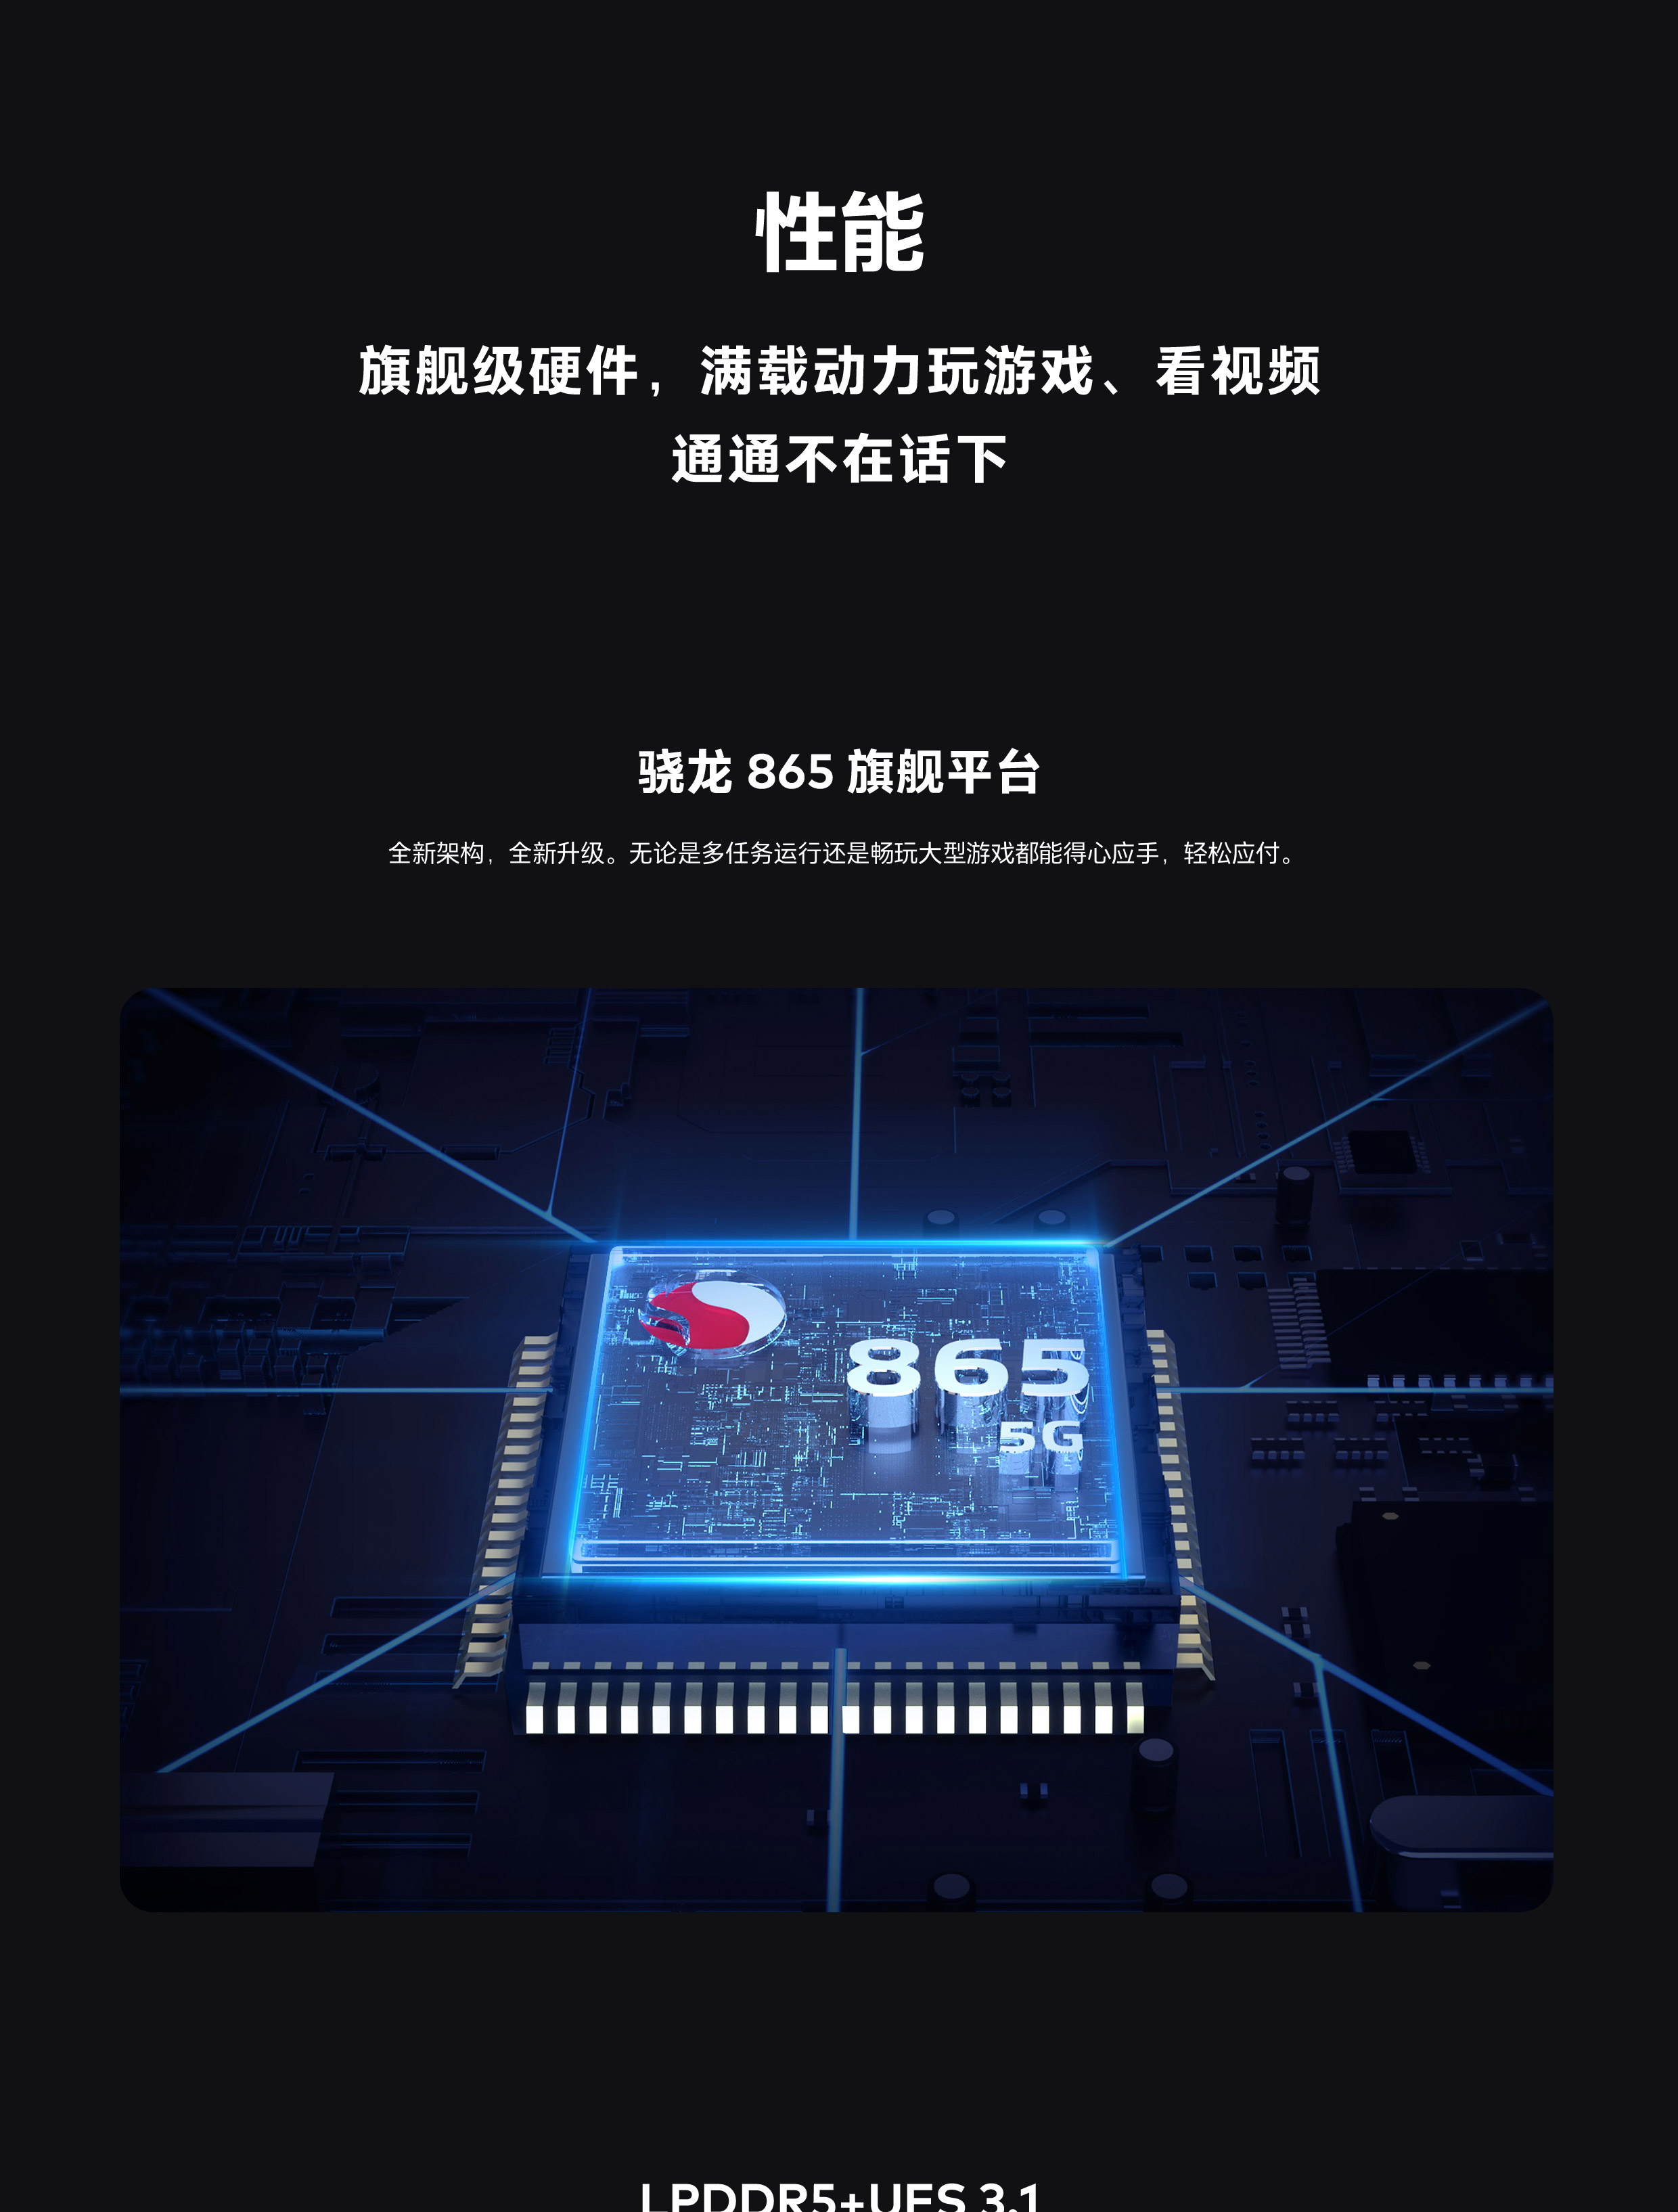 性能
旗舰级硬件，满载动力玩游戏、看视频
通通不在话下
骁龙 865 旗舰平台
全新架构，全新升级。无论是多任务运行还是畅玩大型游戏都能得心应手，轻松应付。
865
5G
LPDDR5+UFS 3.1